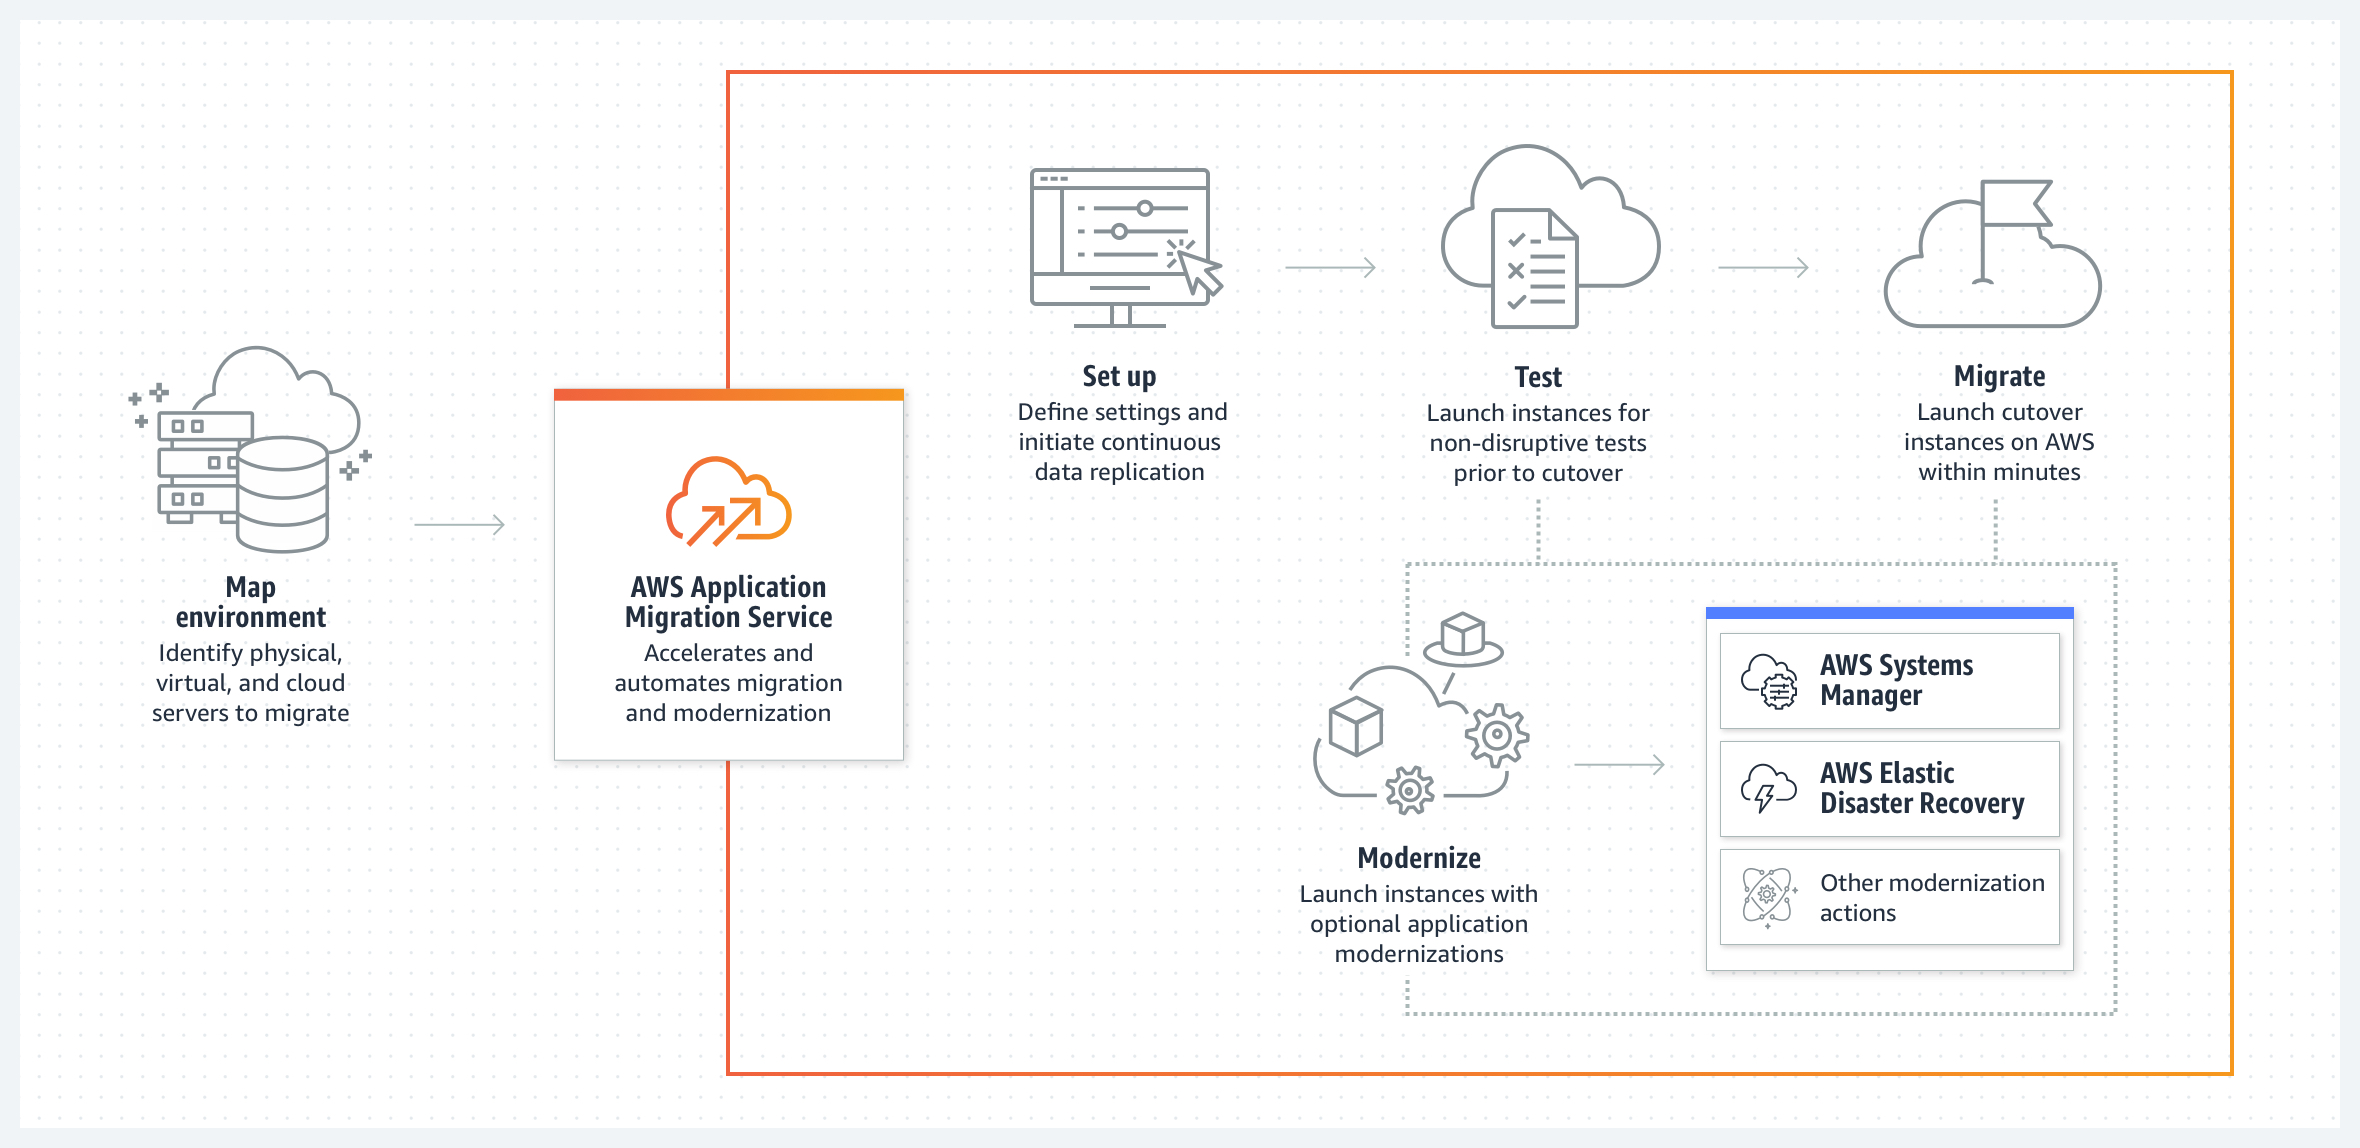 Map
environment
Identify physical,
virtual, and cloud
servers to migrate
AWS Application
Migration Service
Accelerates and
automates migration
and modernization
Set up
Define settings and
initiate continuous
data replication
Test
Launch instances for
non-disruptive tests
prior to cutover
Migrate
Launch cutover
instances on AWS
within minutes
Modernize
Launch instances with
optional application
modernizations
AWS Systems
Manager
AWS Elastic
Disaster Recovery
Other modernization
actions